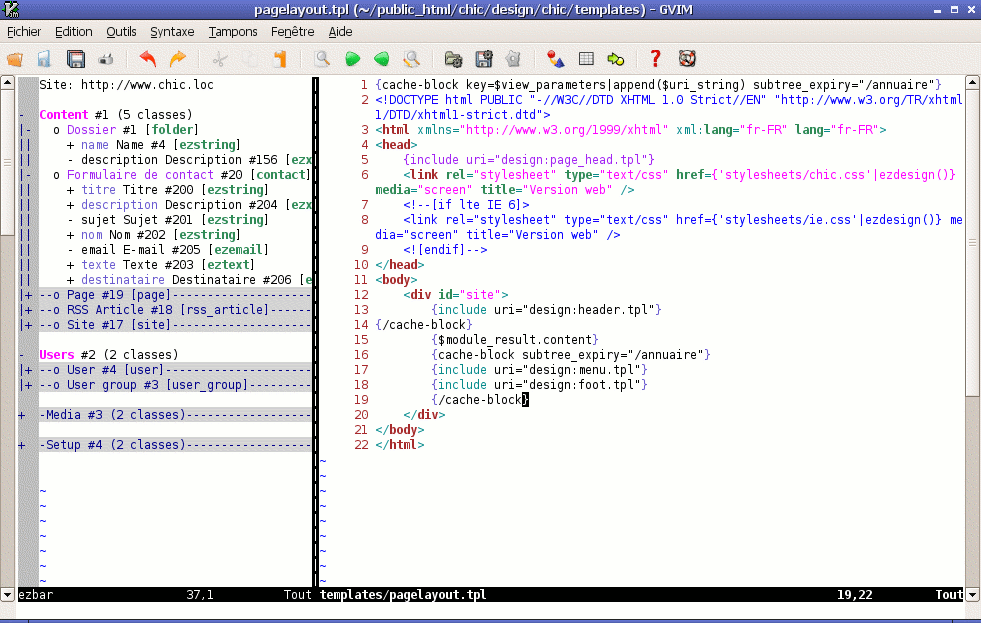 pagelayout.tpl (~/public_html/chic/design/chic/templates) - GVIM
Fichier Edition Outils Syntaxe Tampons Fenêtre Aide
Site: http://www.chic.loc
- Content #1 (5 classes)
|- o Dossier #1 [folder]
|| + name Name #4 [ezstring]
|| - description Description #156 [ezx
|- o Formulaire de contact #20 [contact]
|| + titre Titre #200 [ezstring]
|| + description Description #204 [ezx
|| - sujet Sujet #201 [ezstring]
|| + nom Nom #202 [ezstring]
|| - email E-mail #205 [ezemail]
|| + texte Texte #203 [eztext]
|| + destinataire Destinataire #206 [e
|+ --o Page #19 [page]--------------------
|+ --o RSS Article #18 [rss_article]------
|+ --o Site #17 [site]--------------------
- Users #2 (2 classes)
|+ --o User #4 [user]---------------------
|+ --o User group #3 [user_group]---------
+ -Media #3 (2 classes)------------------
+ -Setup #4 (2 classes)------------------
~
~
~
~
~
~
~
ezbar 37,1 Tout
1 {cache-block key=$view_parameters|append($uri_string) subtree_expiry="/annuaire"}
2 <!DOCTYPE html PUBLIC "-//W3C//DTD XHTML 1.0 Strict//EN" "http://www.w3.org/TR/xhtml
1/DTD/xhtml1-strict.dtd">
3 <html xmlns="http://www.w3.org/1999/xhtml" xml:lang="fr-FR" lang="fr-FR">
4 <head>
5 {include uri="design:page_head.tpl"}
6 <link rel="stylesheet" type="text/css" href={'stylesheets/chic.css'|ezdesign()}
media="screen" title="Version web" />
7 <!--[if lte IE 6]>
8 <link rel="stylesheet" type="text/css" href={'stylesheets/ie.css'|ezdesign()} me
dia="screen" title="Version web" />
9 <![endif]-->
10 </head>
11 <body>
12 <div id="site">
13 {include uri="design:header.tpl"}
14 {/cache-block}
15 {$module_result.content}
16 {cache-block subtree_expiry="/annuaire"}
17 {include uri="design:menu.tpl"}
18 {include uri="design:foot.tpl"}
19 {/cache-block}
20 </div>
21 </body>
22 </html>
~
~
~
~
~
~
~
~
~
templates/pagelayout.tpl 19,22 Tout